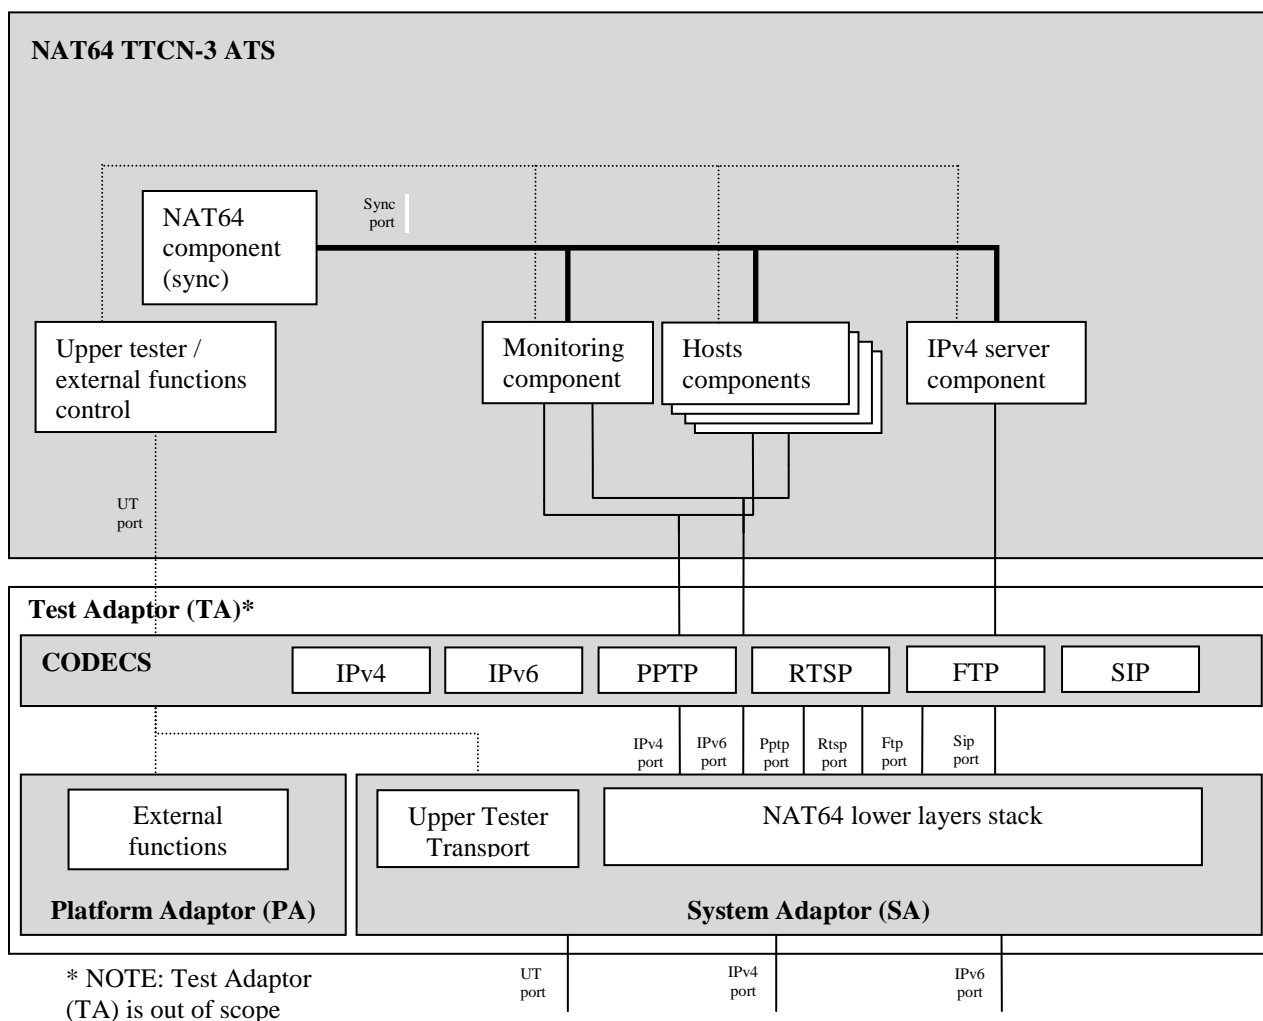 NAT64 TTCN-3 ATS
NAT64
component
(sync)
Sync
port
Upper tester /
external functions
control
Monitoring
component
Hosts
components
IPv4 server
component
UT
port
Test Adaptor (TA)*
CODECS
IPv4
IPv6
PPTP
RTSP
FTP
SIP
IPv4
port
IPv6
port
Pptp
port
Rtsp
port
Ftp
port
Sip
port
External
functions
Upper Tester
Transport
NAT64 lower layers stack
Platform Adaptor (PA)
System Adaptor (SA)
* NOTE: Test Adaptor
(TA) is out of scope
UT
port
IPv4
port
IPv6
port